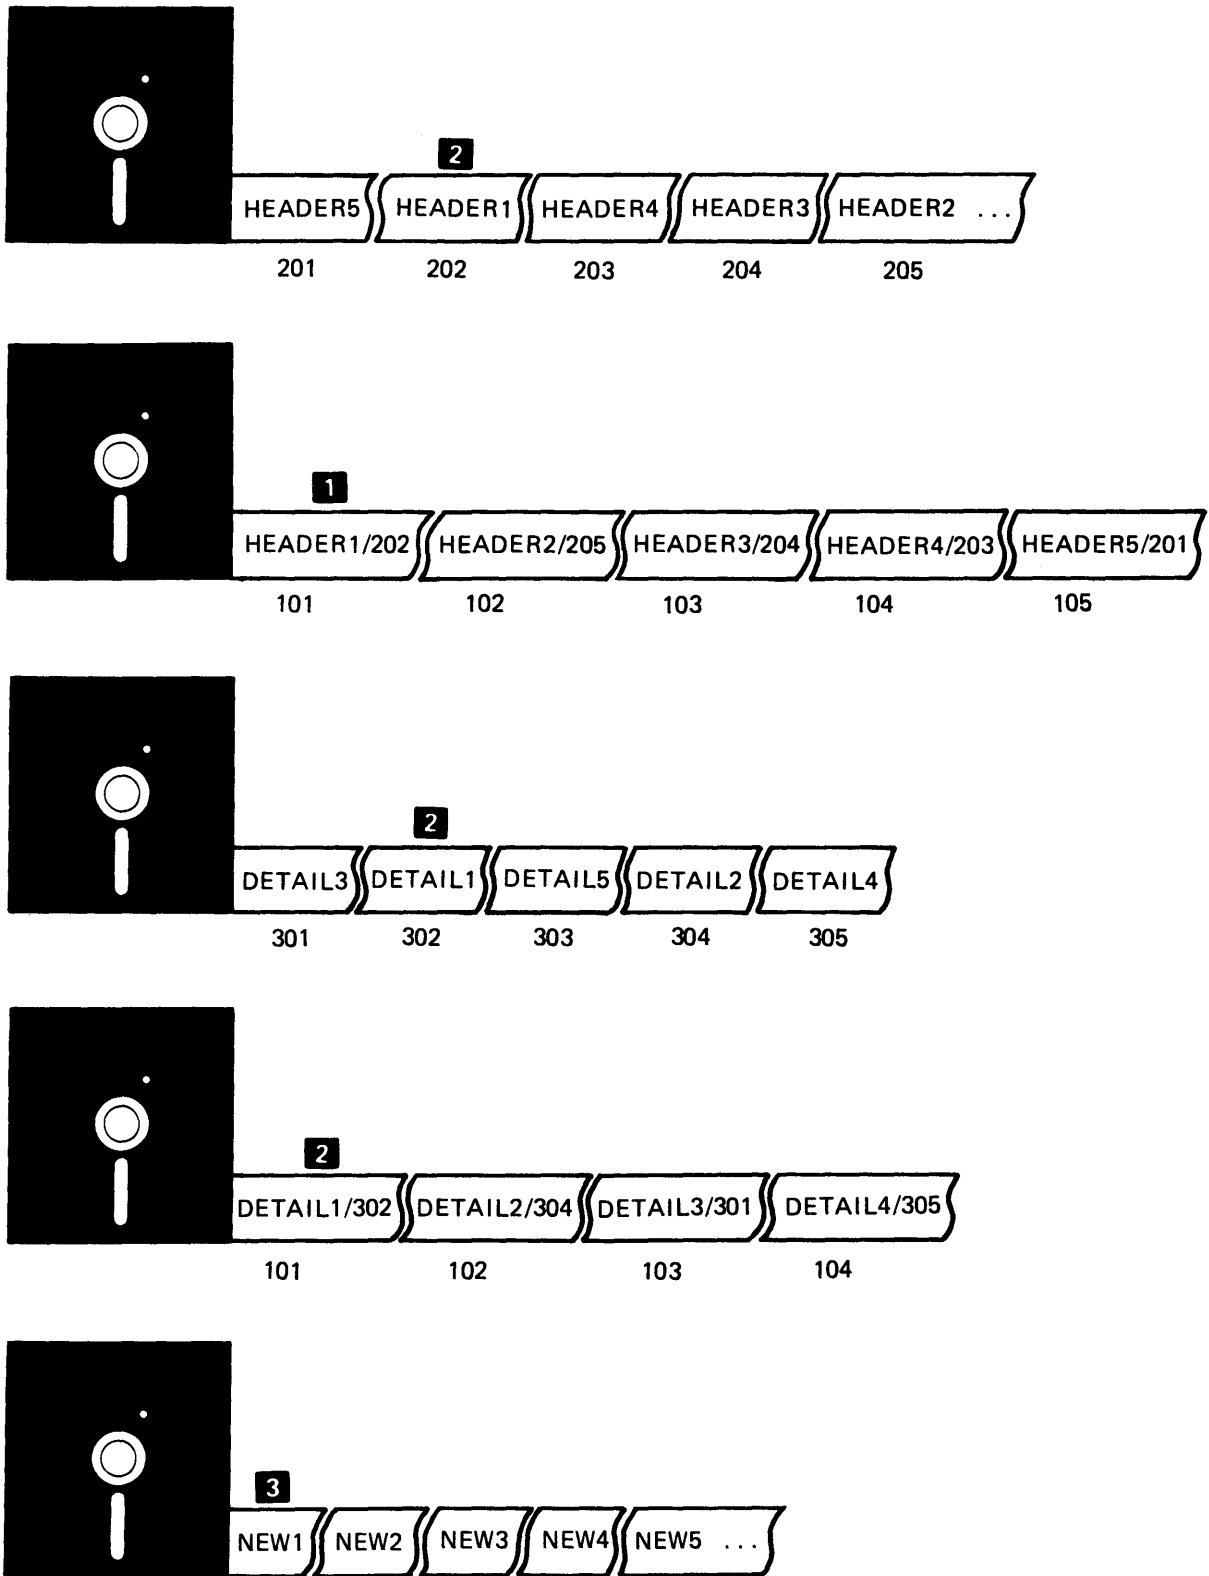 2
HEADER5 HEADER1 HEADER4 HEADER3 HEADER2 ...
201 202 203 204 205
1
HEADER1/202 HEADER2/205 HEADER3/204 HEADER4/203 HEADER5/201
101 102 103 104 105
2
DETAIL3 DETAIL1 DETAIL5 DETAIL2 DETAIL4
301 302 303 304 305
2
DETAIL1/302 DETAIL2/304 DETAIL3/301 DETAIL4/305
101 102 103 104
3
NEW1 NEW2 NEW3 NEW4 NEW5 ...